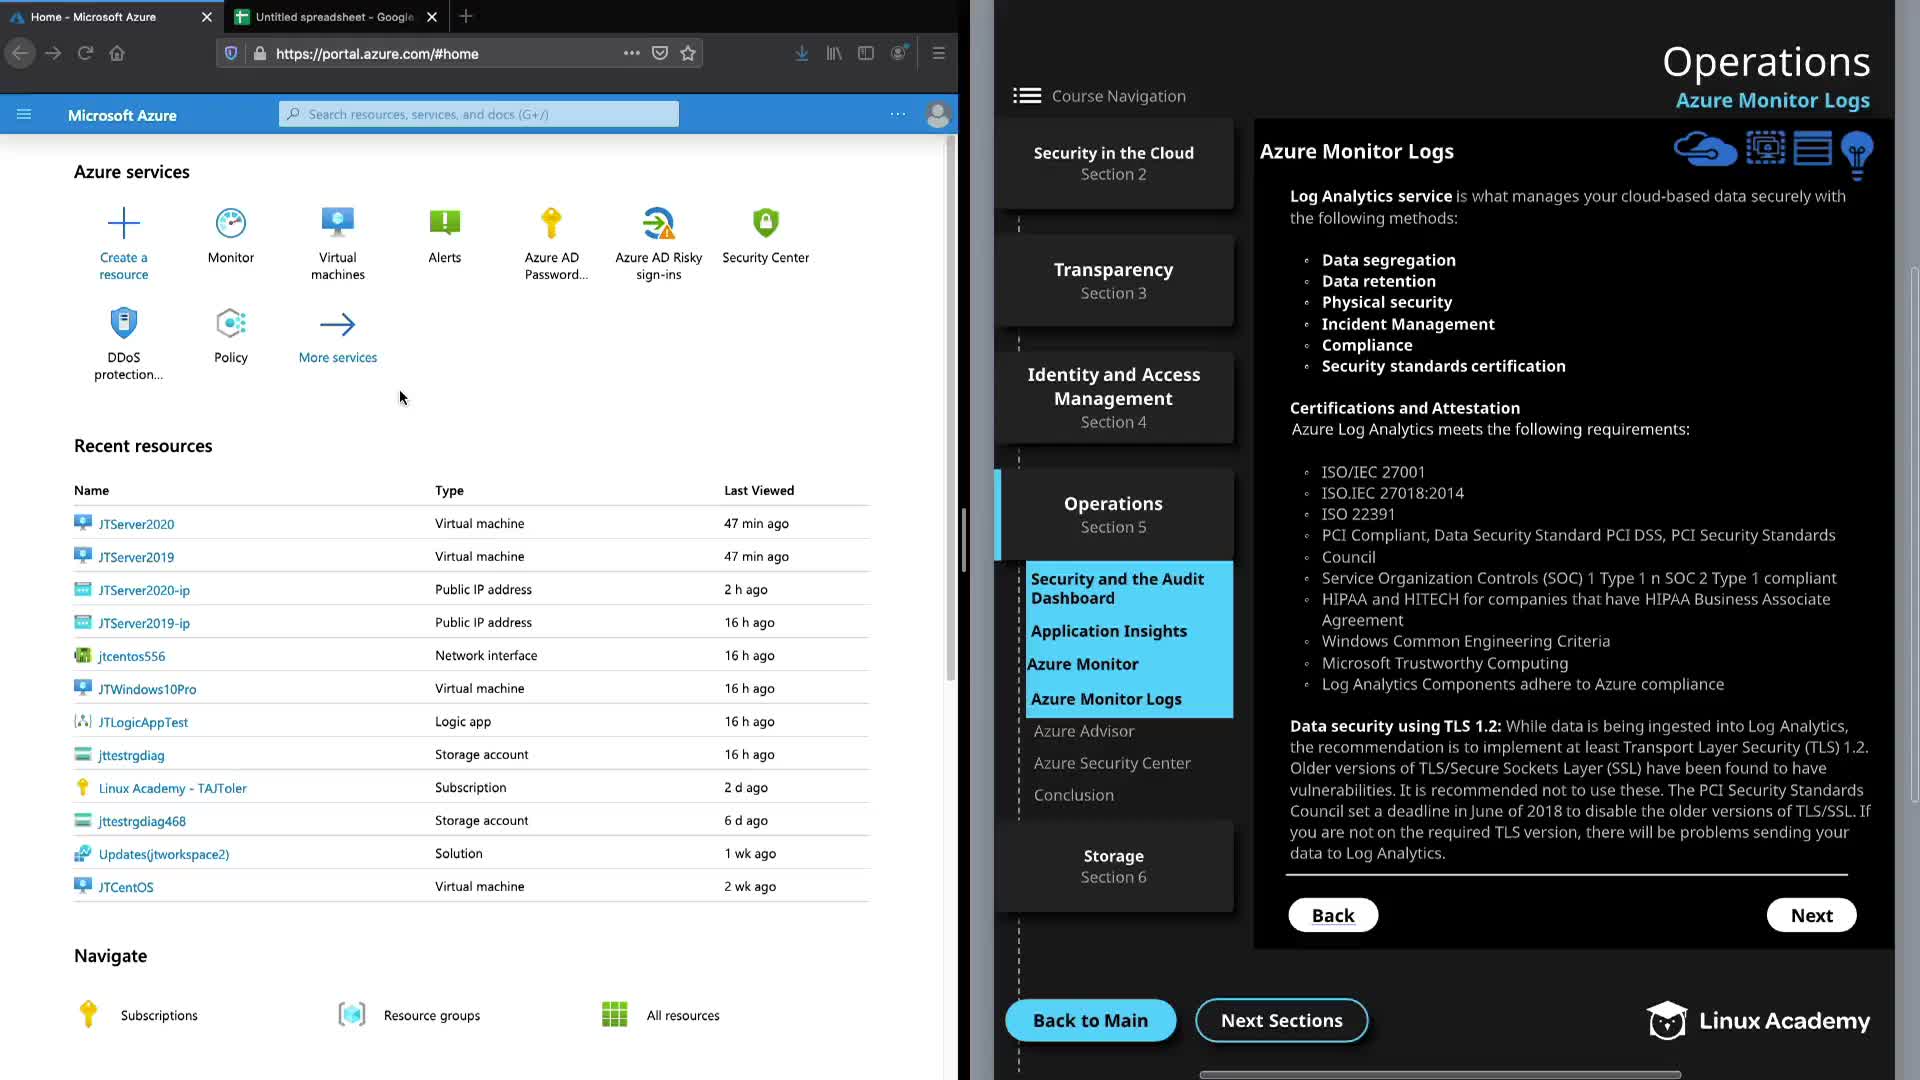 Home - Microsoft Azure
Untitled spreadsheet - Google
https://portal.azure.com/#home
Microsoft Azure
Search resources, services, and docs (G+/)
Azure services
Create a
resource
Monitor
Virtual
machines
Alerts
Azure AD
Password...
Azure AD Risky
sign-ins
Security Center
DDoS
protection...
Policy
More services
Recent resources
Name Type Last Viewed
JTServer2020 Virtual machine 47 min ago
JTServer2019 Virtual machine 47 min ago
JTServer2020-ip Public IP address 2 h ago
JTServer2019-ip Public IP address 16 h ago
jtcentos556 Network interface 16 h ago
JTWindows10Pro Virtual machine 16 h ago
JTLogicAppTest Logic app 16 h ago
jttestrgdiag Storage account 16 h ago
Linux Academy - TAJToler Subscription 2 d ago
jttestrgdiag468 Storage account 6 d ago
Updates(jtworkspace2) Solution 1 wk ago
JTCentOS Virtual machine 2 wk ago
Navigate
Subscriptions
Resource groups
All resources
Operations
Azure Monitor Logs
Course Navigation
Security in the Cloud
Section 2
Transparency
Section 3
Identity and Access
Management
Section 4
Operations
Section 5
Security and the Audit
Dashboard
Application Insights
Azure Monitor
Azure Monitor Logs
Azure Advisor
Azure Security Center
Conclusion
Storage
Section 6
Azure Monitor Logs
Log Analytics service is what manages your cloud-based data securely with
the following methods:
◦ Data segregation
◦ Data retention
◦ Physical security
◦ Incident Management
◦ Compliance
◦ Security standards certification
Certifications and Attestation
Azure Log Analytics meets the following requirements:
◦ ISO/IEC 27001
◦ ISO.IEC 27018:2014
◦ ISO 22391
◦ PCI Compliant, Data Security Standard PCI DSS, PCI Security Standards
◦ Council
◦ Service Organization Controls (SOC) 1 Type 1 n SOC 2 Type 1 compliant
◦ HIPAA and HITECH for companies that have HIPAA Business Associate
Agreement
◦ Windows Common Engineering Criteria
◦ Microsoft Trustworthy Computing
◦ Log Analytics Components adhere to Azure compliance
Data security using TLS 1.2: While data is being ingested into Log Analytics,
the recommendation is to implement at least Transport Layer Security (TLS) 1.2.
Older versions of TLS/Secure Sockets Layer (SSL) have been found to have
vulnerabilities. It is recommended not to use these. The PCI Security Standards
Council set a deadline in June of 2018 to disable the older versions of TLS/SSL. If
you are not on the required TLS version, there will be problems sending your
data to Log Analytics.
Back
Next
Back to Main
Next Sections
Linux Academy